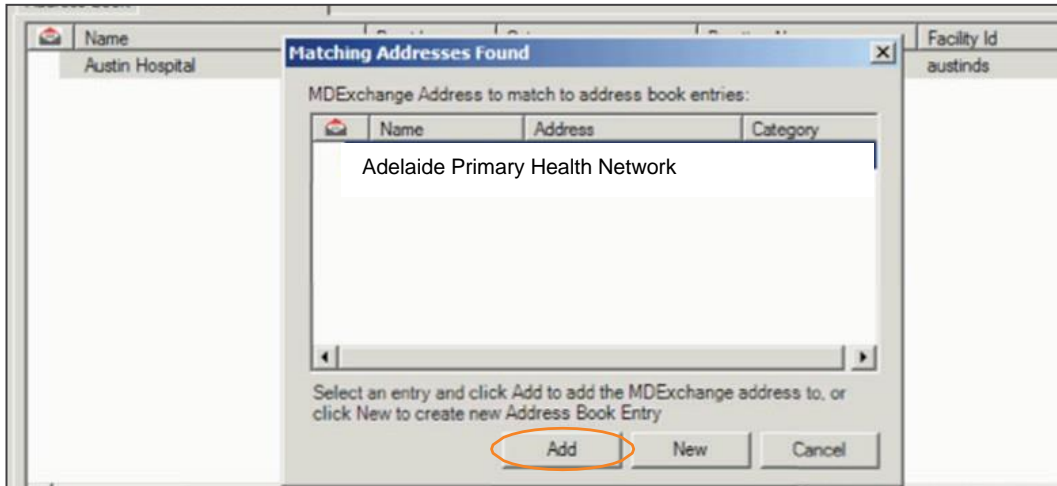 Address Book
Name
Facility Id
Austin Hospital
austinds
Matching Addresses Found
MDExchange Address to match to address book entries:
Name Address Category
Adelaide Primary Health Network
Select an entry and click Add to add the MDExchange address to, or
click New to create new Address Book Entry
Add New Cancel